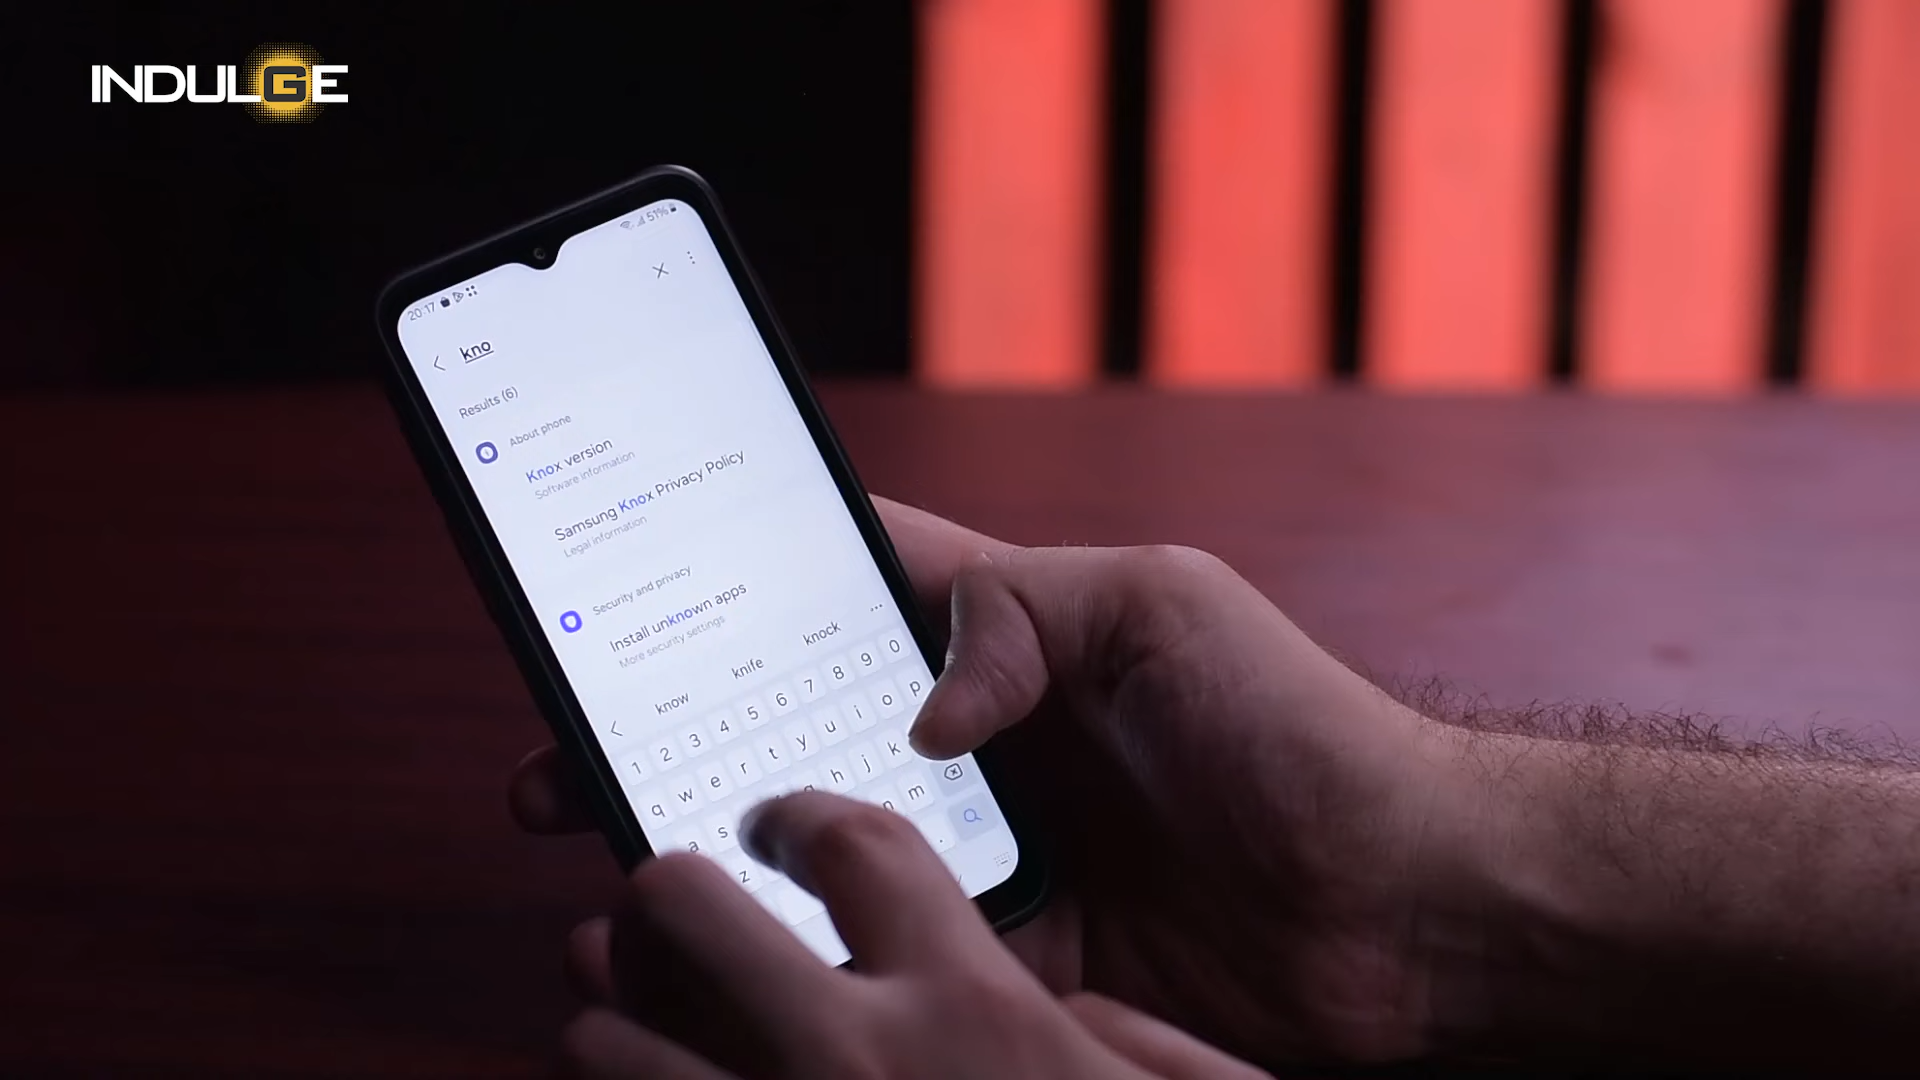 INDULGE
20:17
51%
kno
Results (6)
About phone
Knox version
Software information
Samsung Knox Privacy Policy
Legal information
Security and privacy
Install unknown apps
More security settings
know knife knock
1 2 3 4 5 6 7 8 9 0
q w e r t y u i o p
a s h j k
z n m
.